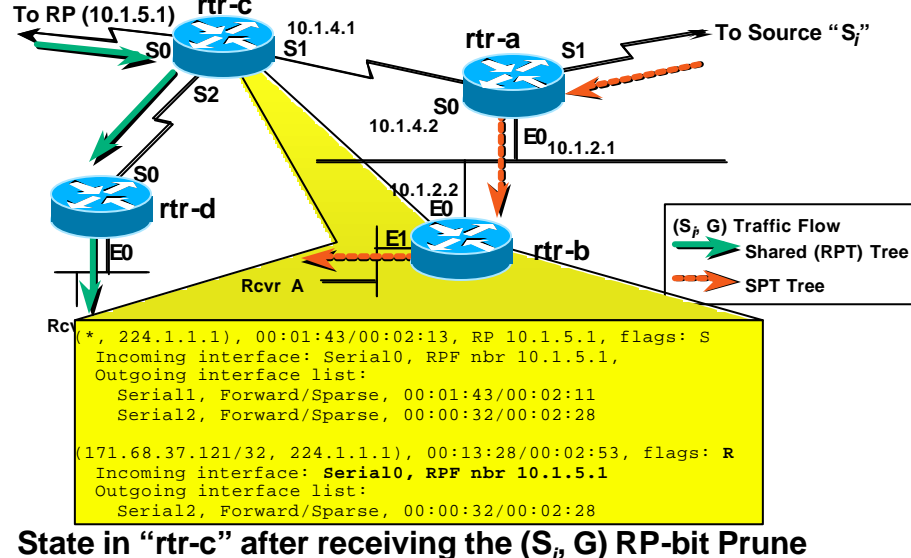 To RP (10.1.5.1)
rtr-c
10.1.4.1
S0
S1
S2
rtr-a
S1
To Source “Si”
S0
10.1.4.2
E0
10.1.2.1
S0
rtr-d
E0
10.1.2.2
E0
E1
rtr-b
Rcvr A
(Si, G) Traffic Flow
Shared (RPT) Tree
SPT Tree
(*, 224.1.1.1), 00:01:43/00:02:13, RP 10.1.5.1, flags: S
Incoming interface: Serial0, RPF nbr 10.1.5.1,
Outgoing interface list:
Serial1, Forward/Sparse, 00:01:43/00:02:11
Serial2, Forward/Sparse, 00:00:32/00:02:28
(171.68.37.121/32, 224.1.1.1), 00:13:28/00:02:53, flags: R
Incoming interface: Serial0, RPF nbr 10.1.5.1
Outgoing interface list:
Serial2, Forward/Sparse, 00:00:32/00:02:28
State in “rtr-c” after receiving the (Si, G) RP-bit Prune